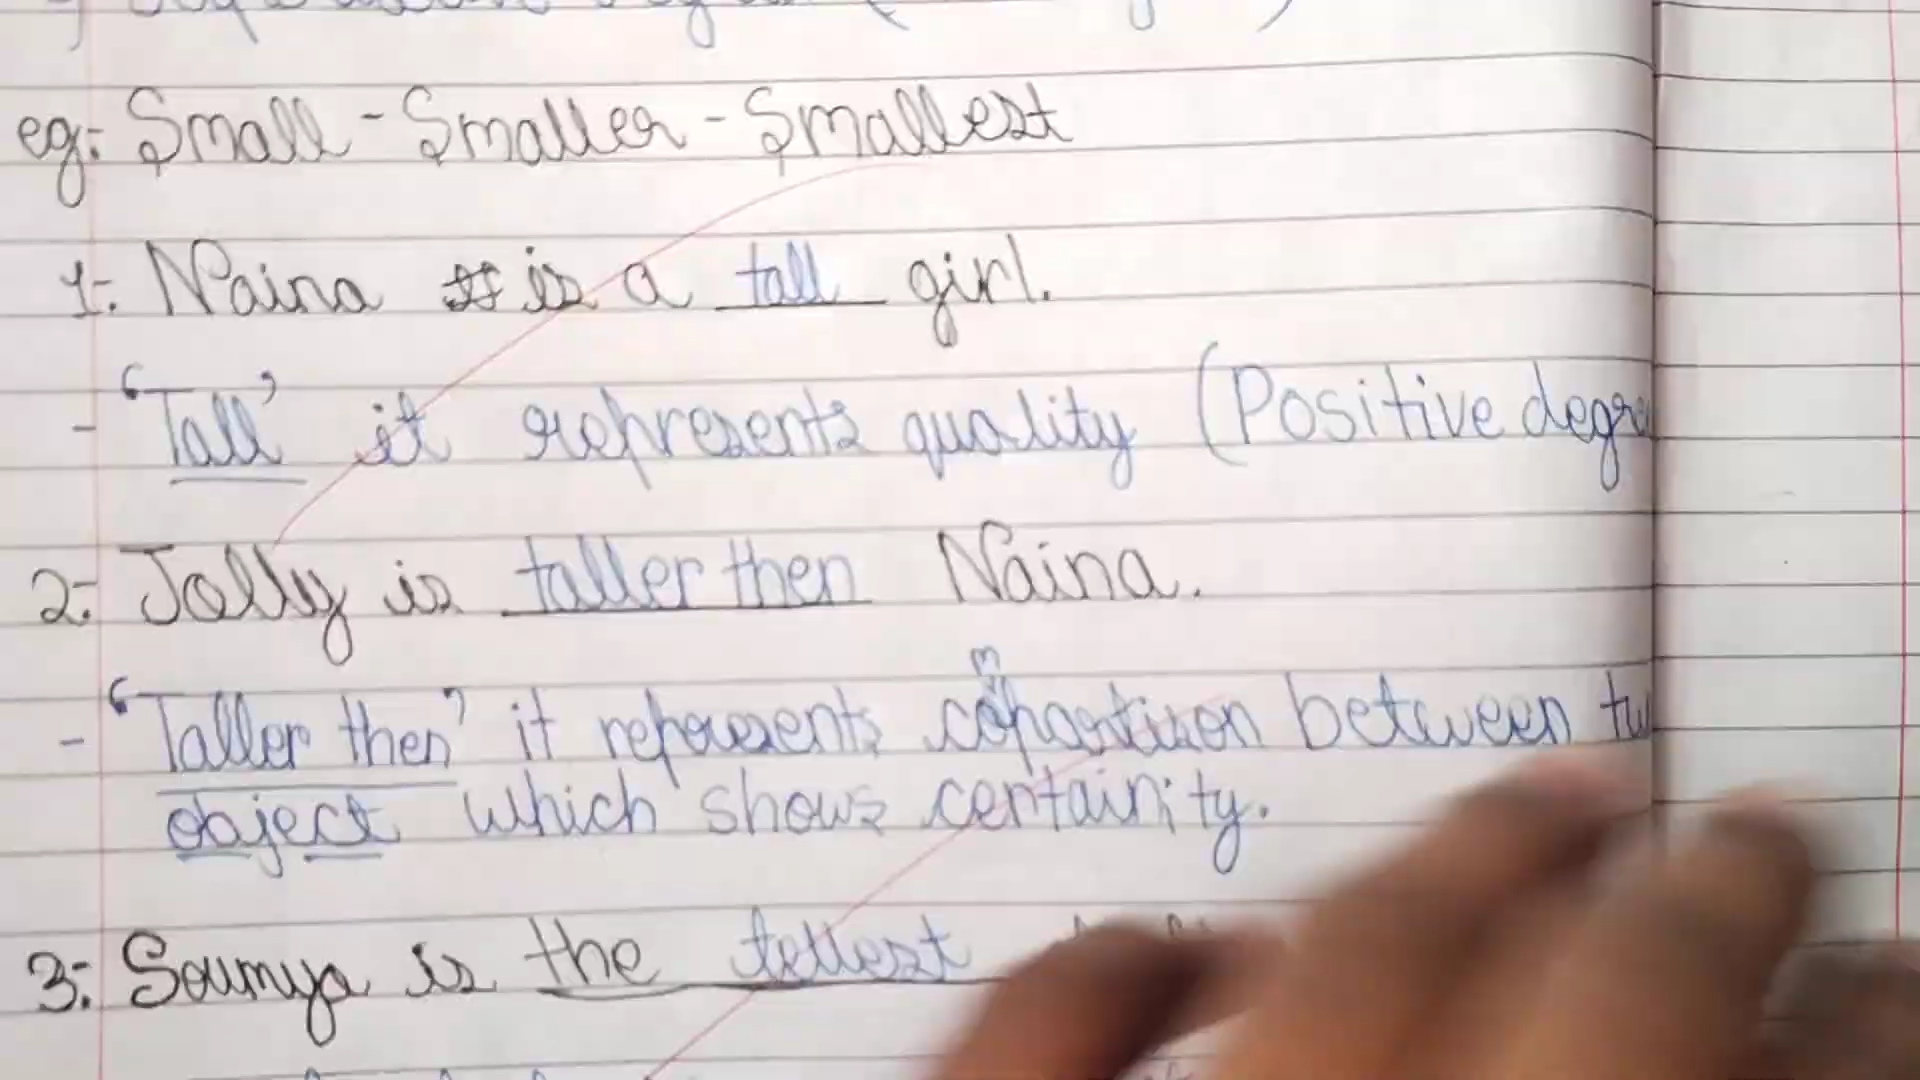 eg:- Small - Smaller - Smallest
1:- Naina is a tall girl.
- 'Tall' it represents quality (Positive degre
2:- Jolly is taller then Naina.
- 'Taller then' it represents comparison between tw
object which shows certainity.
3:- Soumya is the tellest